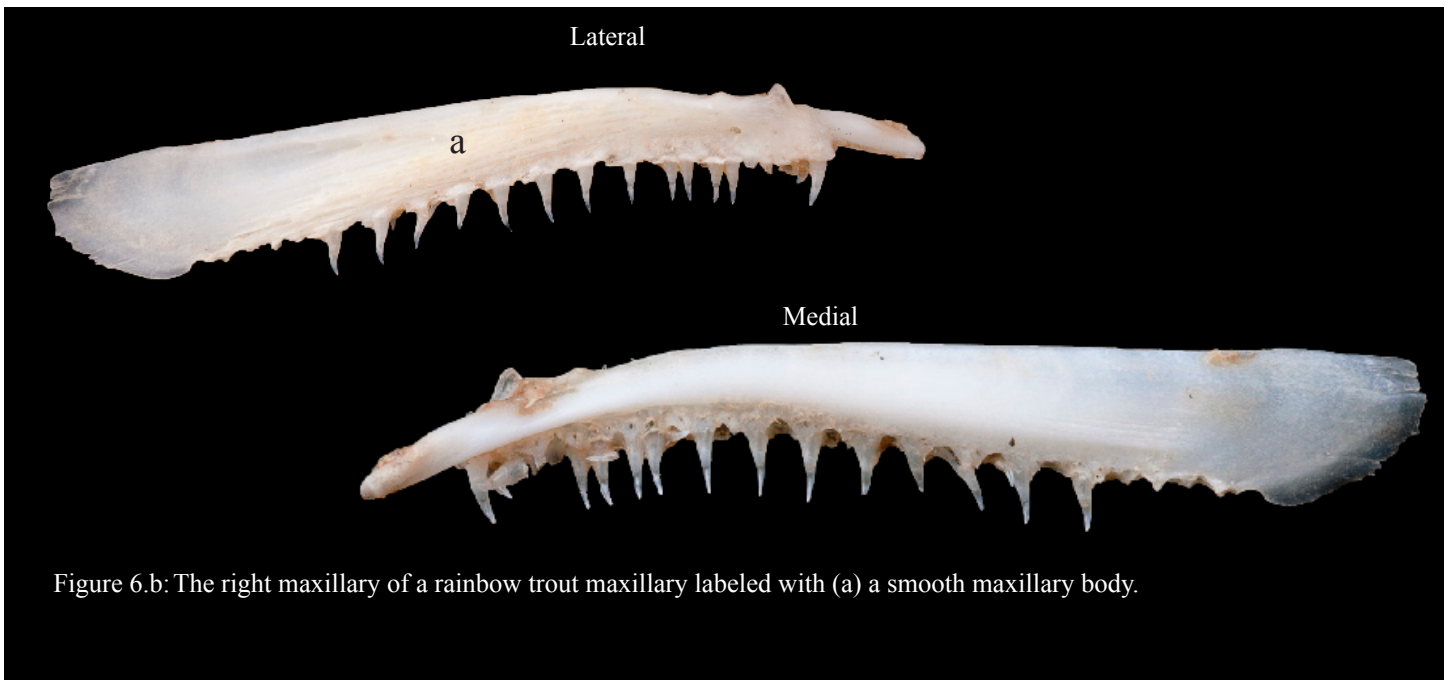 Lateral
a
Medial
Figure 6.b: The right maxillary of a rainbow trout maxillary labeled with (a) a smooth maxillary body.